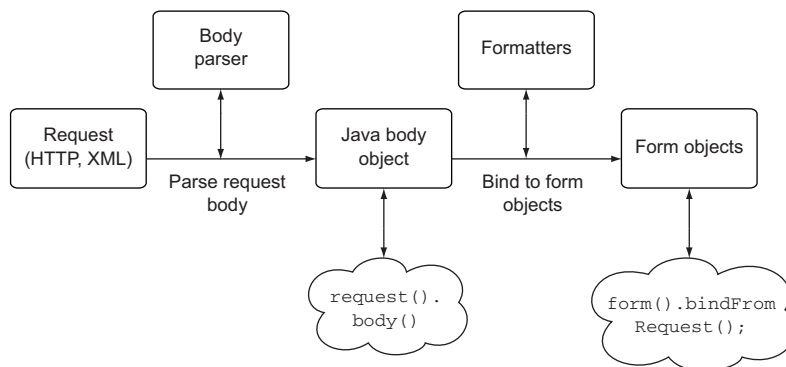 Body
parser
Formatters
Request
(HTTP, XML)
Java body
object
Form objects
Parse request
body
Bind to form
objects
request().
body()
form().bindFrom
Request();